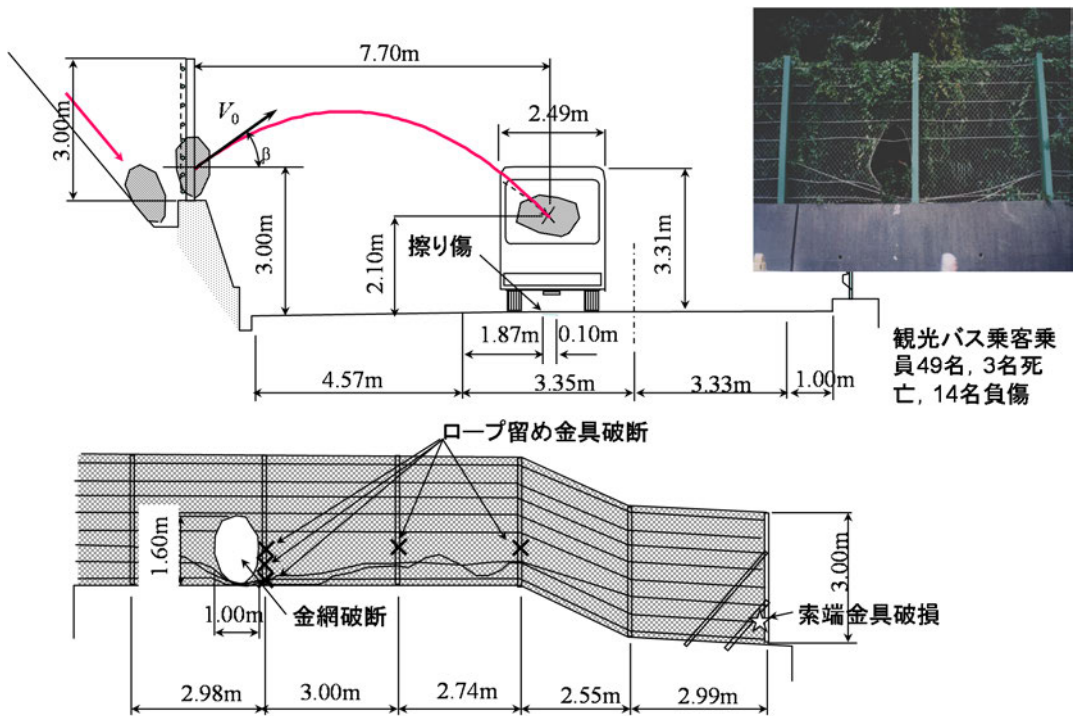 7.70m
2.49m
3.00m
V0
β
3.00m
2.10m
3.31m
擦り傷
1.87m
0.10m
4.57m
3.35m
3.33m
1.00m
観光バス乗客乗
員49名, 3名死
亡, 14名負傷
ロープ留め金具破断
1.60m
1.00m
金網破断
3.00m
索端金具破損
2.98m
3.00m
2.74m
2.55m
2.99m